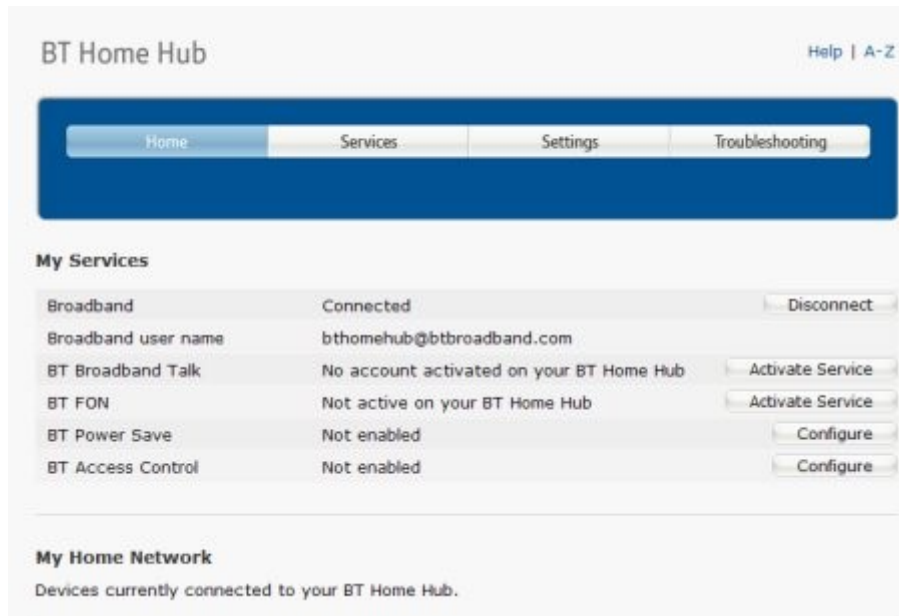 BT Home Hub
Help | A-Z
Home Services Settings Troubleshooting
My Services
Broadband Connected Disconnect
Broadband user name bthomehub@btbroadband.com
BT Broadband Talk No account activated on your BT Home Hub Activate Service
BT FON Not active on your BT Home Hub Activate Service
BT Power Save Not enabled Configure
BT Access Control Not enabled Configure
My Home Network
Devices currently connected to your BT Home Hub.